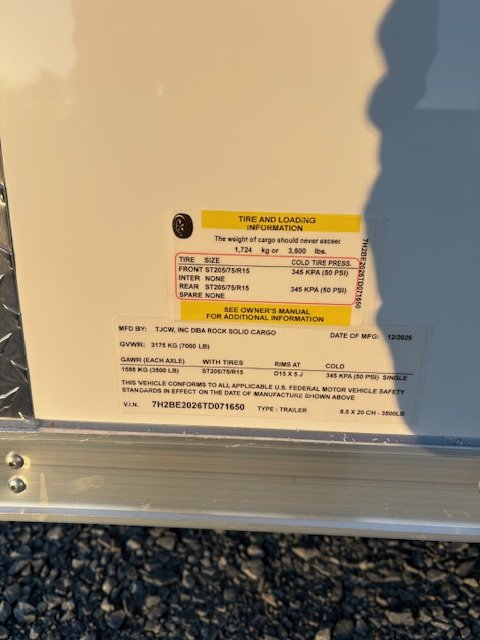 TIRE AND LOADING
INFORMATION
The weight of cargo should never exceed
1,724 kg or 3,800 lbs.
TIRE SIZE COLD TIRE PRESS.
FRONT ST205/75/R15 345 KPA (50 PSI)
INTER NONE
REAR ST205/75/R15 345 KPA (50 PSI)
SPARE NONE
SEE OWNER'S MANUAL
FOR ADDITIONAL INFORMATION
7H2BE2026TD071650
MFD BY: TJCW, INC DBA ROCK SOLID CARGO DATE OF MFG: 12/2025
GVWR: 3175 KG (7000 LB)
GAWR (EACH AXLE) WITH TIRES RIMS AT COLD
1588 KG (3500 LB) ST205/75/R15 D15 X 5 J 345 KPA (50 PSI) SINGLE
THIS VEHICLE CONFORMS TO ALL APPLICABLE U.S. FEDERAL MOTOR VEHICLE SAFETY
STANDARDS IN EFFECT ON THE DATE OF MANUFACTURE SHOWN ABOVE
V.I.N. 7H2BE2026TD071650 TYPE : TRAILER 8.5 X 20 CH - 3500LB